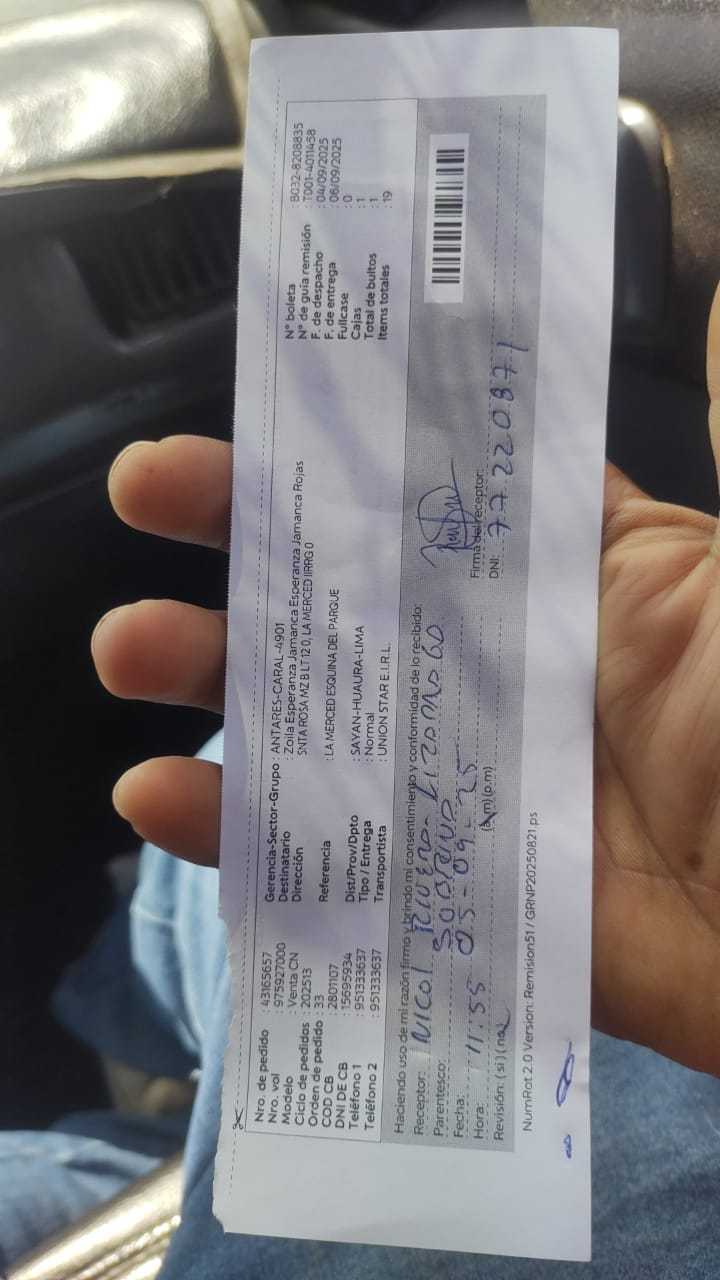 Nro. de pedido : 43165657
Nro. vol : 975927000
Modelo : Venta CN
Ciclo de pedidos : 202513
Orden de pedido : 33
COD CB : 2801107
DNI DE CB : 15695934
Teléfono 1 : 951333637
Teléfono 2 : 951333637
Gerencia-Sector-Grupo : ANTARES-CARAL-4901
Destinatario : Zoila Esperanza Jamanca Esperanza Jamanca Rojas
Dirección SNTA ROSA MZ B LT 12 0, LA MERCED IIRRG 0
Referencia : LA MERCED ESQUINA DEL PARQUE
Dist/Prov/Dpto : SAYAN-HUAURA-LIMA
Tipo / Entrega : Normal
Transportista : UNION STAR E.I.R.L.
N° boleta B032-8208835
N° de guía remisión : T001-4011458
F. de despacho : 04/09/2025
F. de entrega : 06/09/2025
Fullcase : 0
Cajas : 1
Total de bultos : 1
Items totales : 19
Haciendo uso de mi razón firmo y brindo mi consentimiento y conformidad de lo recibido:
Receptor: NICOL RIVERA
Parentesco: SOBRINA
Fecha: 05-09-25
Hora: 11:55 (a.m)(p.m)
Revisión: (si)(no)
Firma del receptor:
DNI: 77220871
NumRot 2.0 Version: Remision51 / GRNP20250821 ps